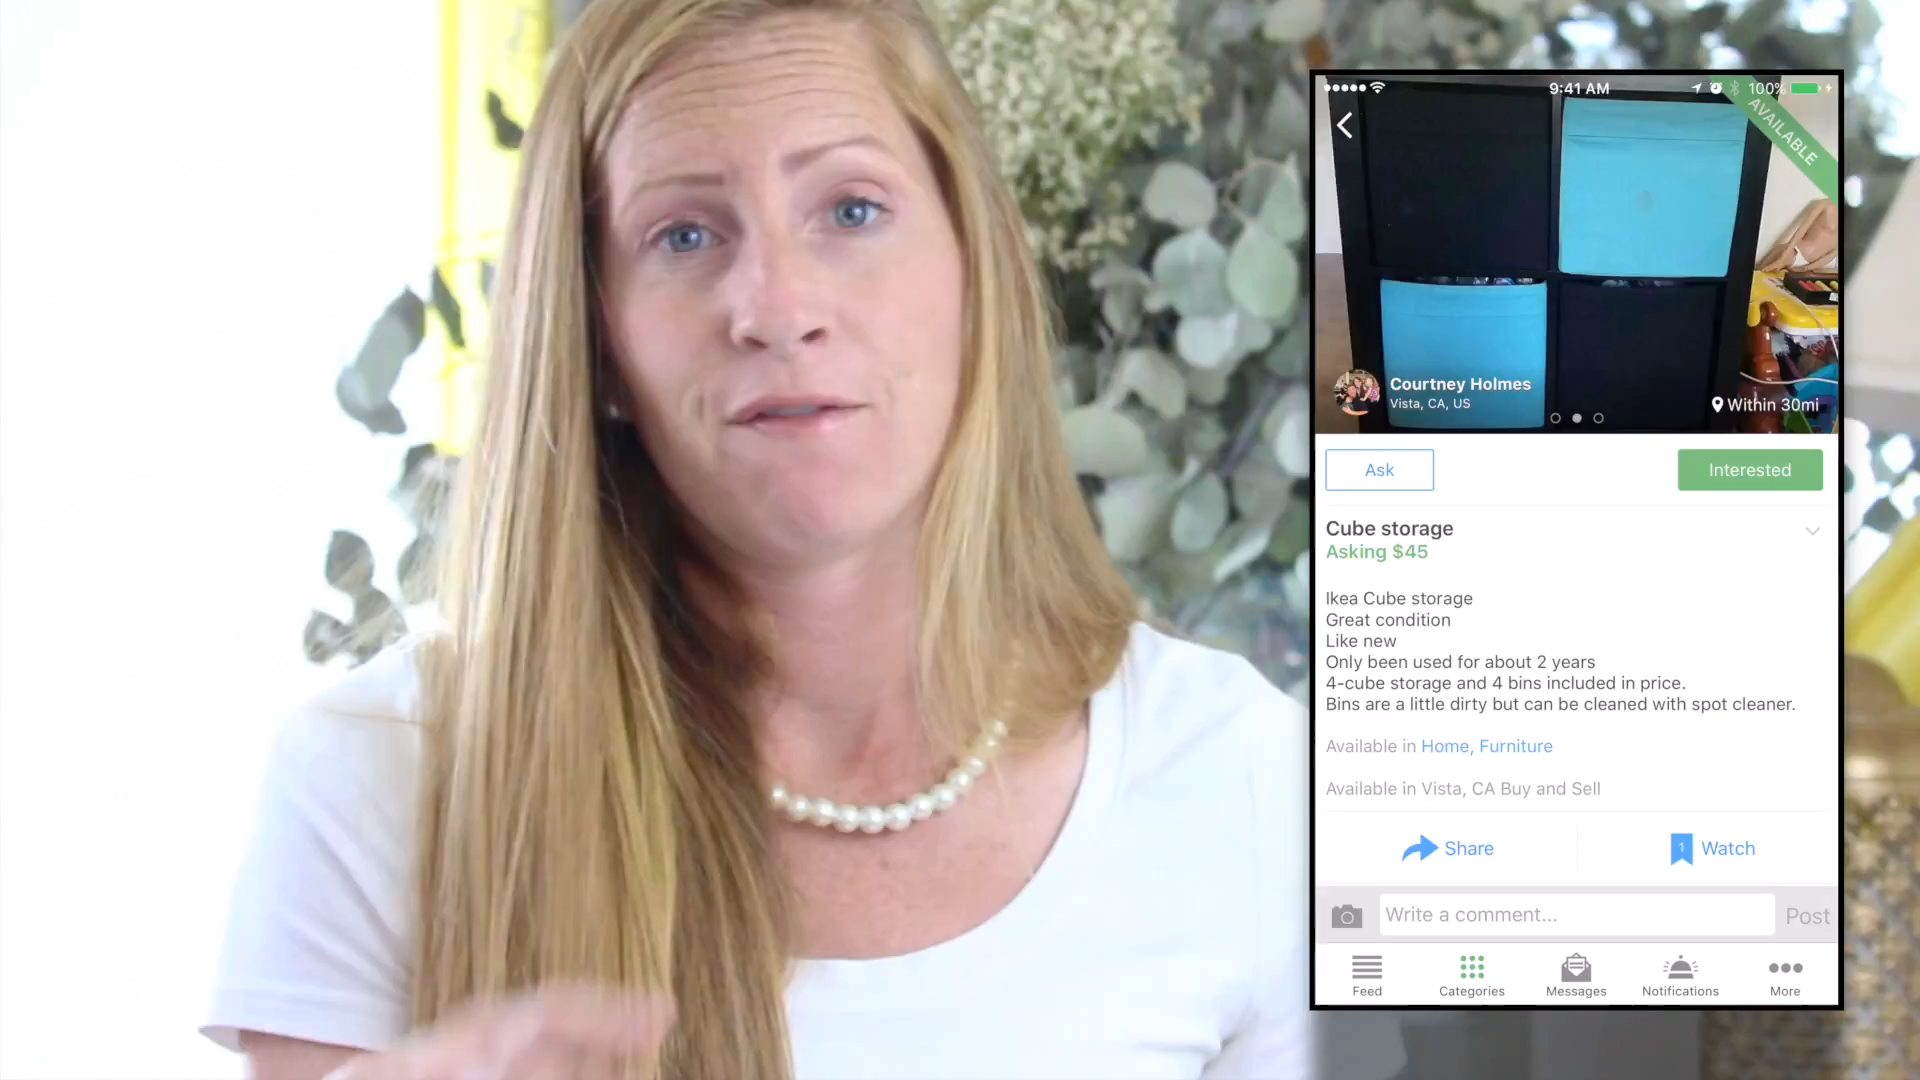 9:41 AM
100%
AVAILABLE
Courtney Holmes
Vista, CA, US
Within 30mi
Ask
Interested
Cube storage
Asking $45
Ikea Cube storage
Great condition
Like new
Only been used for about 2 years
4-cube storage and 4 bins included in price.
Bins are a little dirty but can be cleaned with spot cleaner.
Available in Home, Furniture
Available in Vista, CA Buy and Sell
Share
1 Watch
Write a comment...
Post
Feed
Categories
Messages
Notifications
More